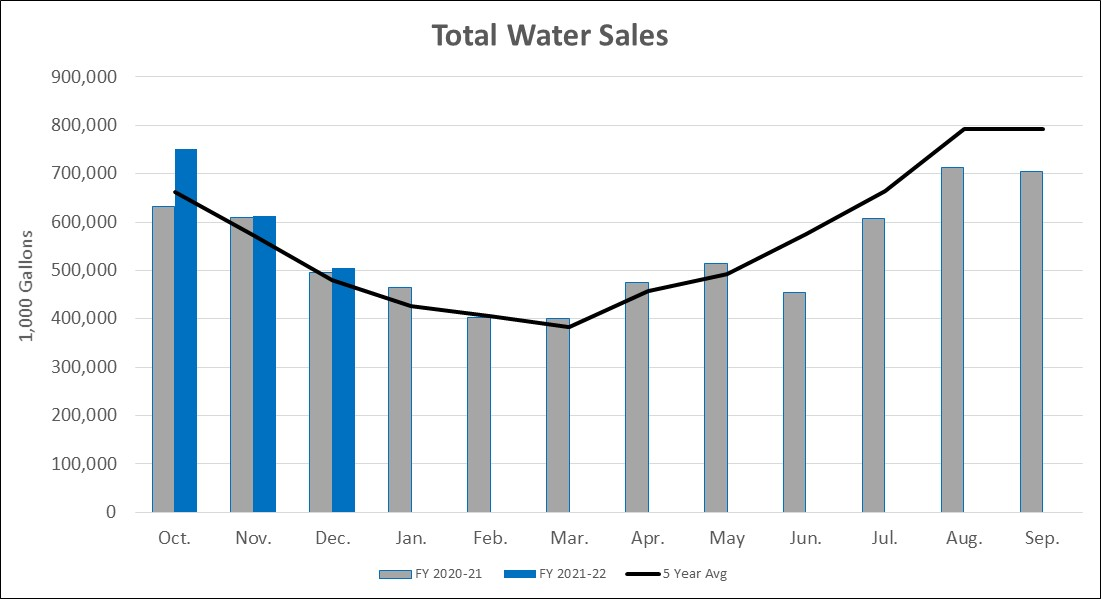 Total Water Sales
900,000
800,000
700,000
600,000
500,000
400,000
300,000
200,000
100,000
0
1,000 Gallons
Oct. Nov. Dec. Jan. Feb. Mar. Apr. May Jun. Jul. Aug. Sep.
FY 2020-21 FY 2021-22 5 Year Avg